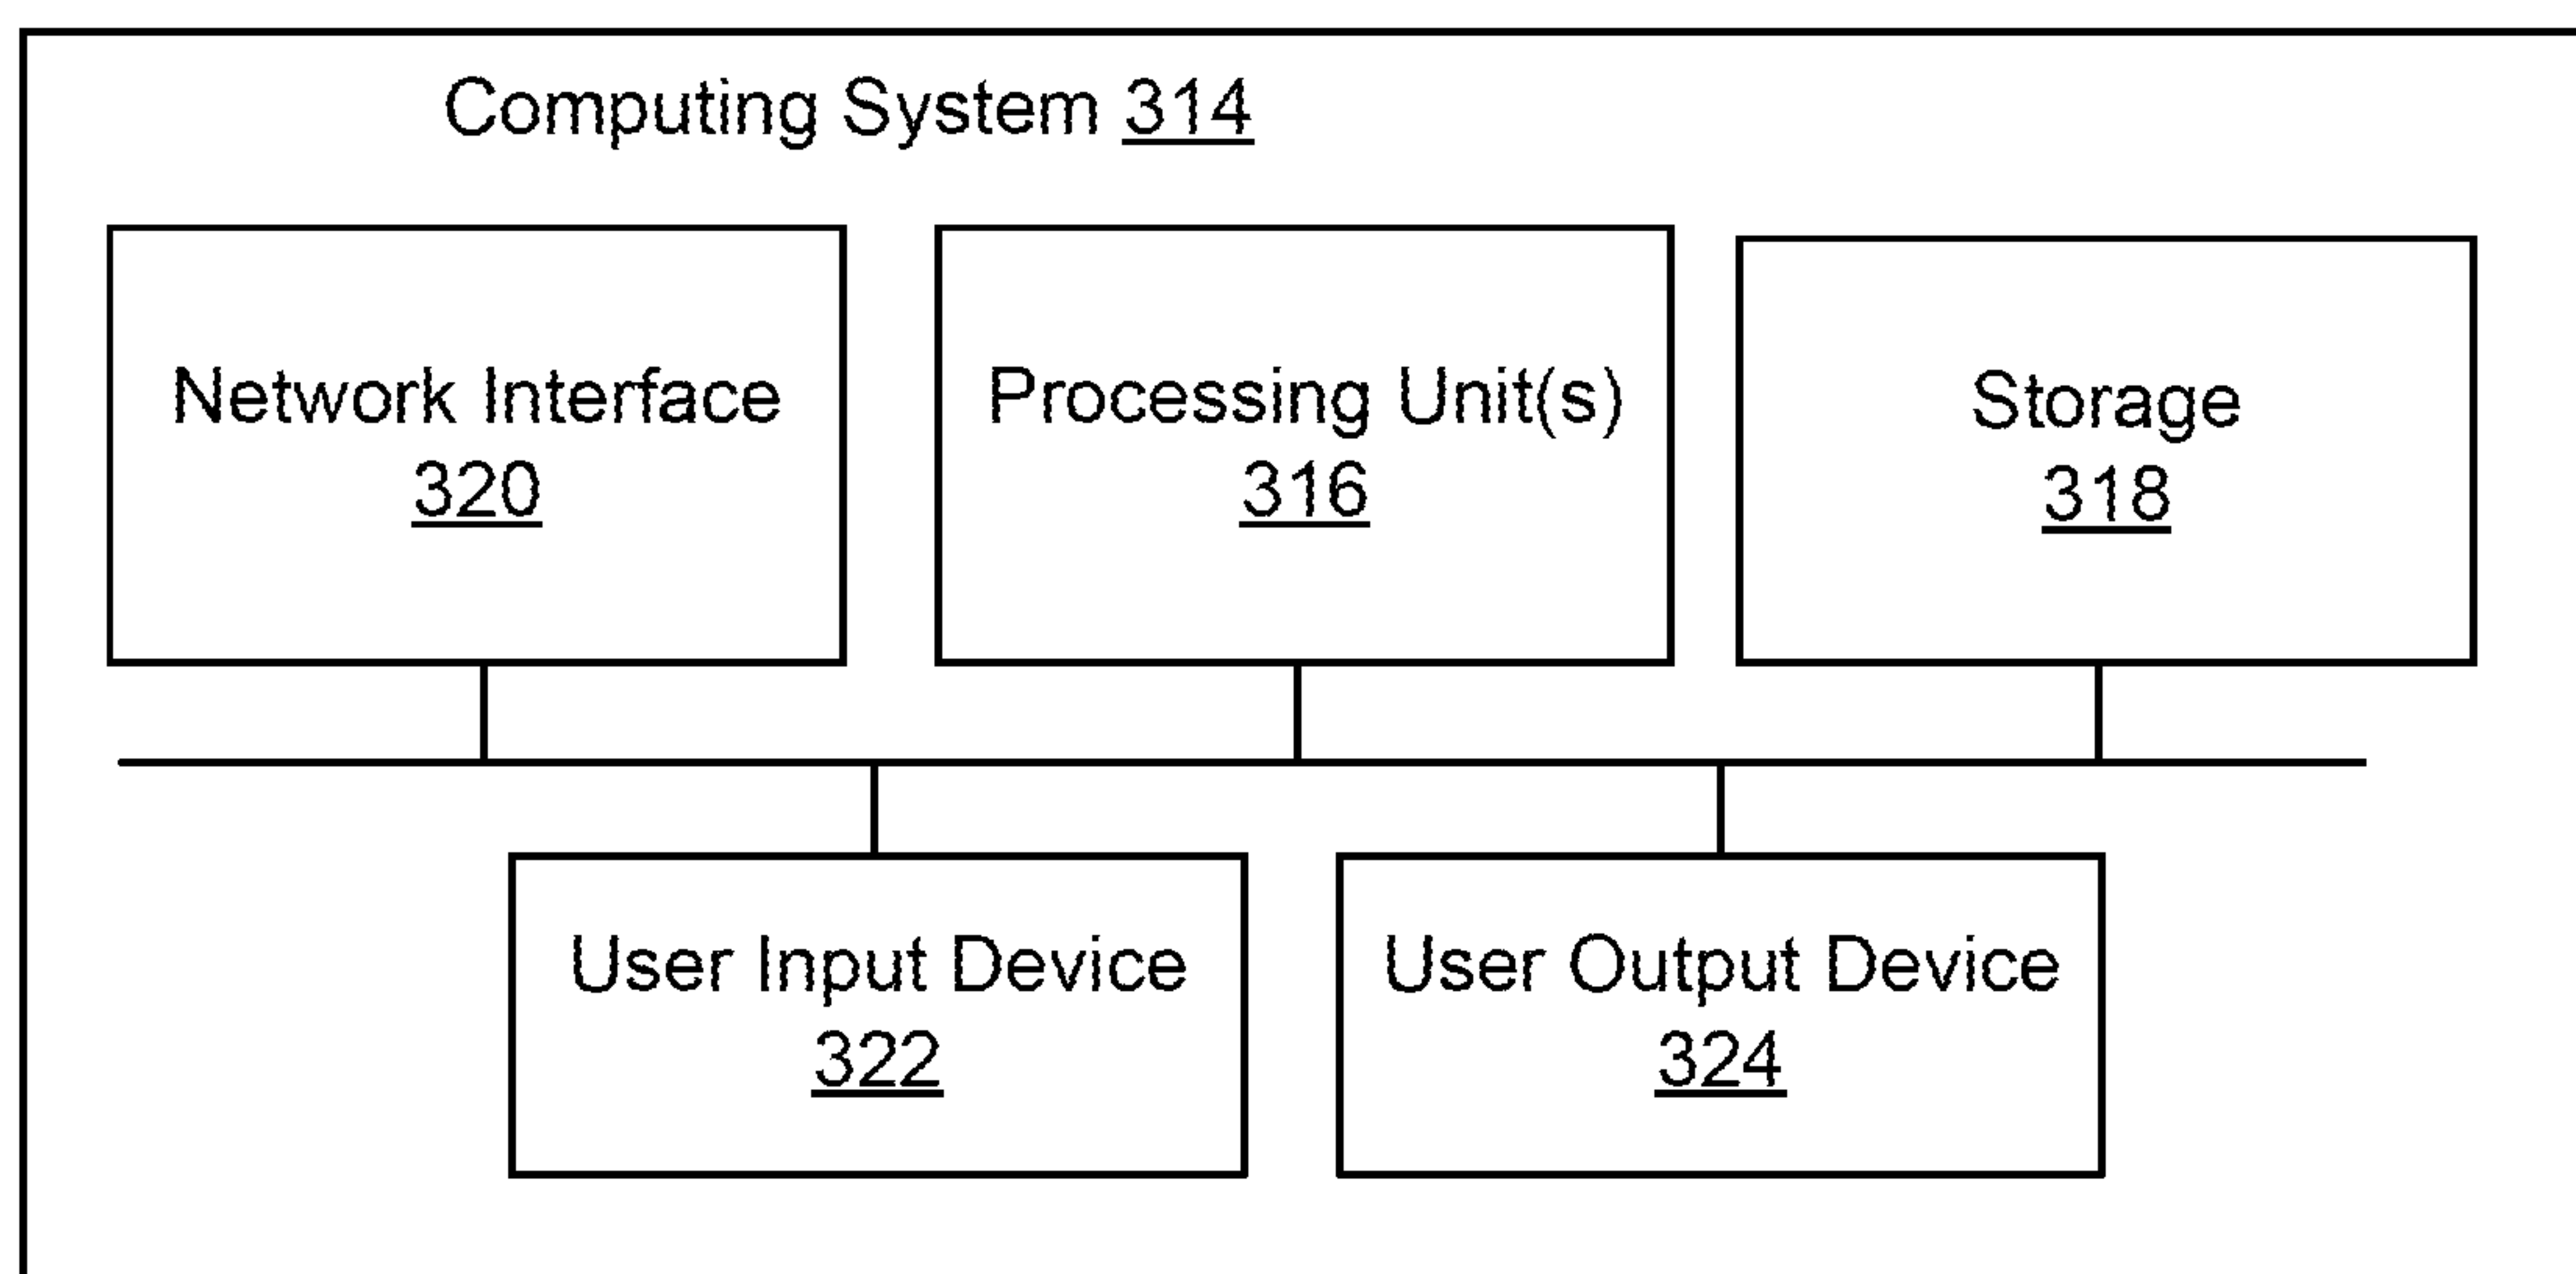 Computing System 314
Network Interface
320
Processing Unit(s)
316
Storage
318
User Input Device
322
User Output Device
324